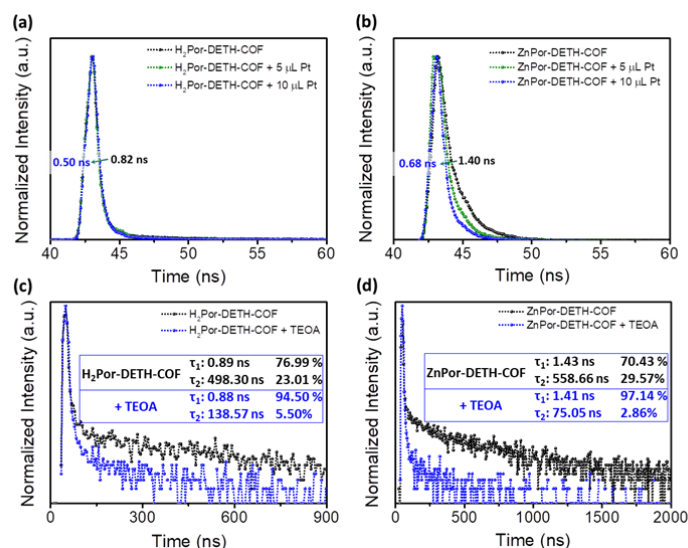 (a)
H₂Por-DETH-COF
H₂Por-DETH-COF + 5 μL Pt
H₂Por-DETH-COF + 10 μL Pt
0.50 ns
0.82 ns
Normalized Intensity (a.u.)
40 45 50 55 60
Time (ns)
(b)
ZnPor-DETH-COF
ZnPor-DETH-COF + 5 μL Pt
ZnPor-DETH-COF + 10 μL Pt
0.68 ns
1.40 ns
Normalized Intensity (a.u.)
40 45 50 55 60
Time (ns)
(c)
H₂Por-DETH-COF
H₂Por-DETH-COF + TEOA
H₂Por-DETH-COF
τ₁: 0.89 ns 76.99 %
τ₂: 498.30 ns 23.01 %
+ TEOA
τ₁: 0.88 ns 94.50 %
τ₂: 138.57 ns 5.50%
Normalized Intensity (a.u.)
0 300 600 900
Time (ns)
(d)
ZnPor-DETH-COF
ZnPor-DETH-COF + TEOA
ZnPor-DETH-COF
τ₁: 1.43 ns 70.43 %
τ₂: 558.66 ns 29.57%
+ TEOA
τ₁: 1.41 ns 97.14 %
τ₂: 75.05 ns 2.86%
Normalized Intensity (a.u.)
0 500 1000 1500 2000
Time (ns)